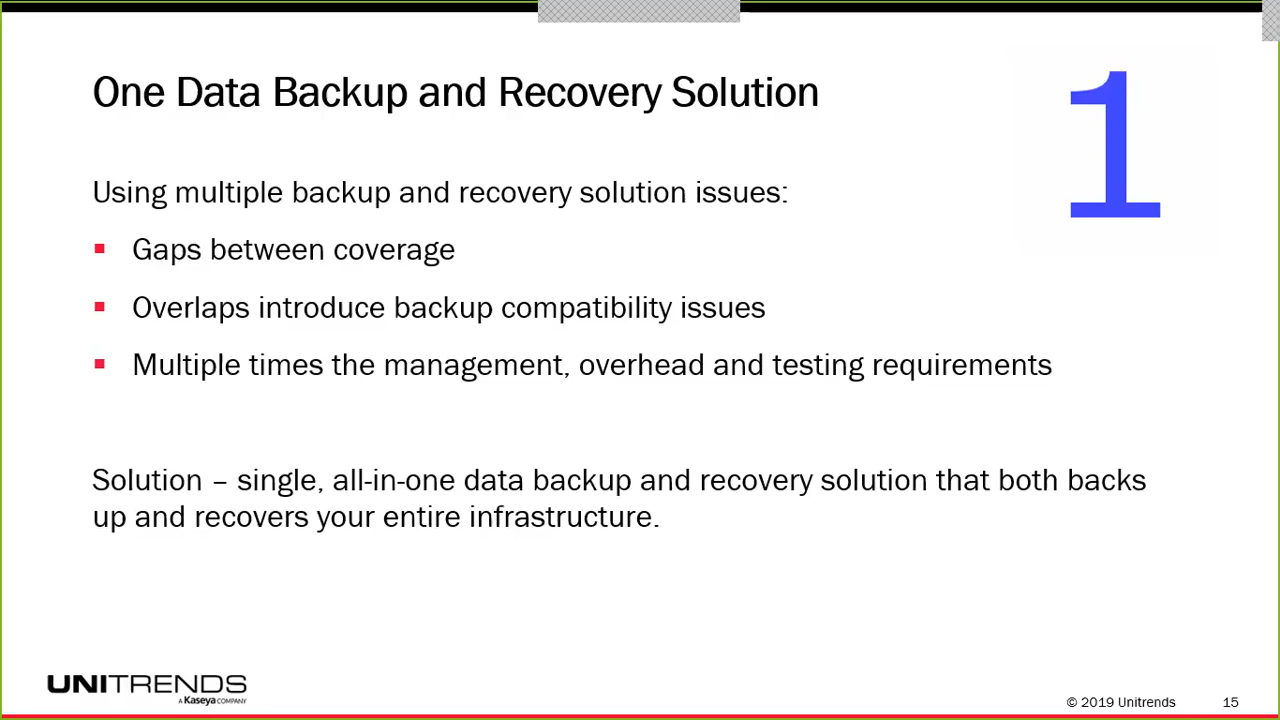 One Data Backup and Recovery Solution
1
Using multiple backup and recovery solution issues:
▪ Gaps between coverage
▪ Overlaps introduce backup compatibility issues
▪ Multiple times the management, overhead and testing requirements
Solution – single, all-in-one data backup and recovery solution that both backs
up and recovers your entire infrastructure.
UNITRENDS
A Kaseya COMPANY
© 2019 Unitrends 15